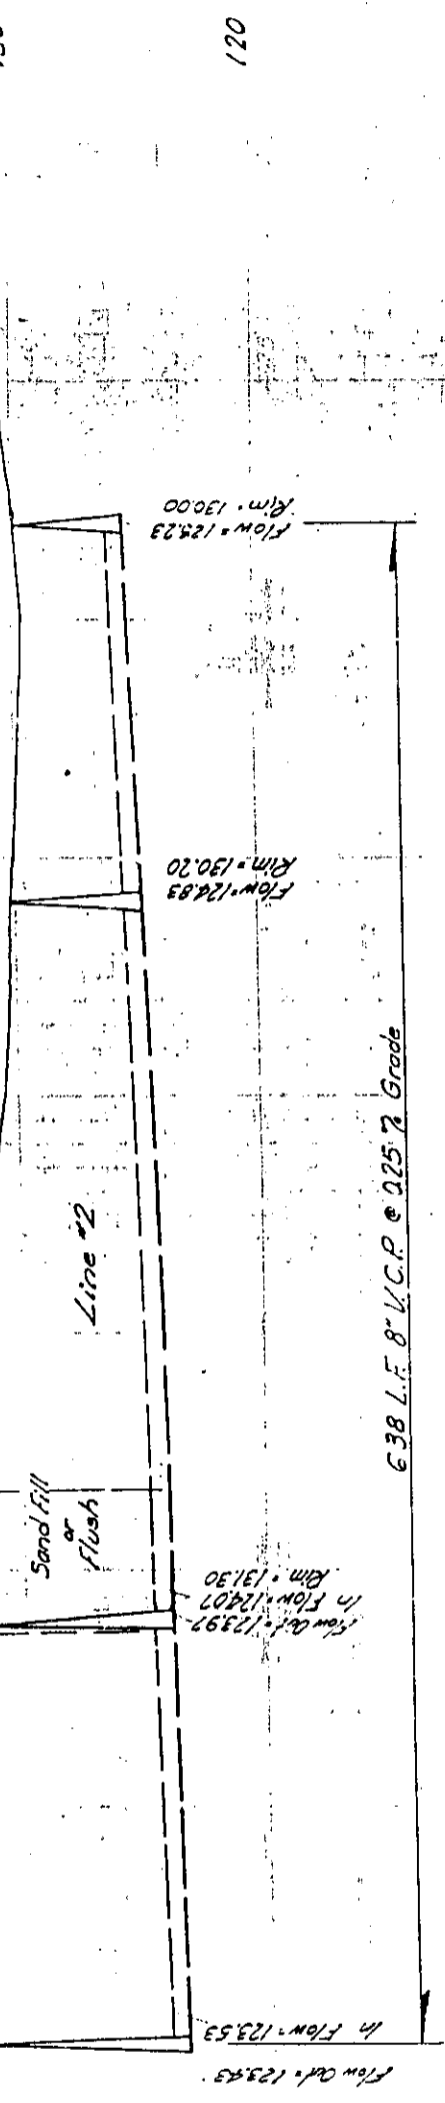 120
Rim = 130.00
Flow = 125.23
Rim = 130.20
Flow = 124.83
Line #2
638 L.F. 8" V.C.P. @ 0.25 % Grade
Sand Fill
or
Flush
Rim = 131.30
In Flow = 124.07
Flow Out = 123.97
In Flow = 123.53
Flow Out = 123.43